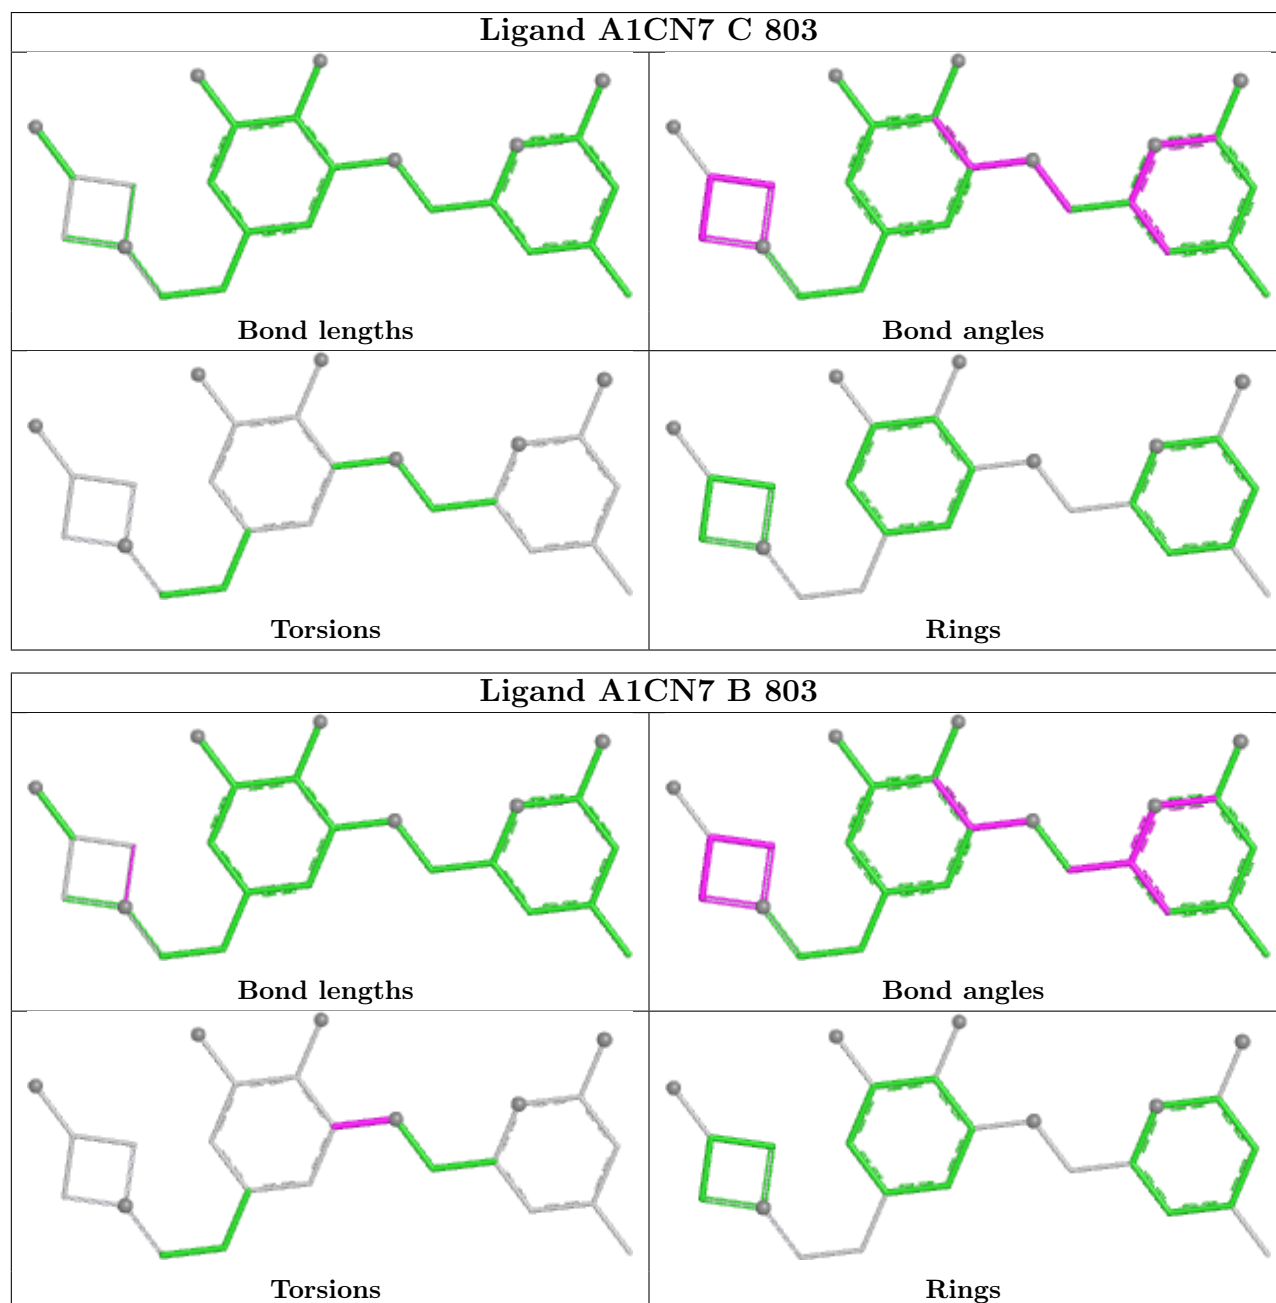 Ligand A1CN7 C 803
Bond lengths
Bond angles
Torsions
Rings
Ligand A1CN7 B 803
Bond lengths
Bond angles
Torsions
Rings